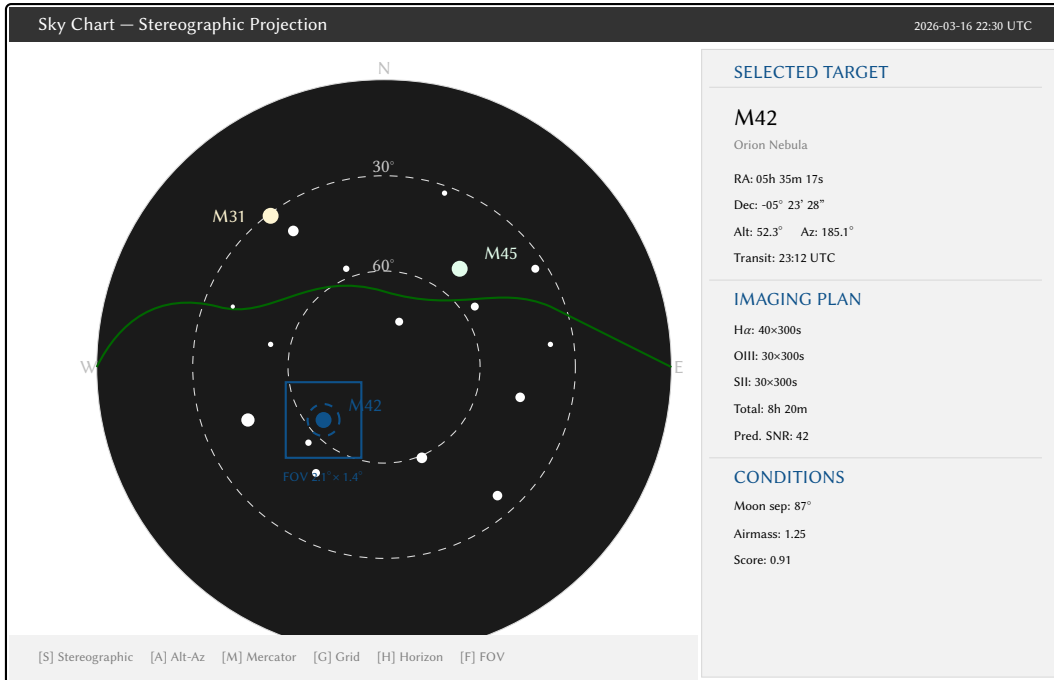 Sky Chart — Stereographic Projection
2026-03-16 22:30 UTC
N
30°
M31
M45
60°
W
E
M42
FOV 2.1° × 1.4°
SELECTED TARGET
M42
Orion Nebula
RA: 05h 35m 17s
Dec: -05° 23’ 28”
Alt: 52.3° Az: 185.1°
Transit: 23:12 UTC
IMAGING PLAN
Hα: 40×300s
OIII: 30×300s
SII: 30×300s
Total: 8h 20m
Pred. SNR: 42
CONDITIONS
Moon sep: 87°
Airmass: 1.25
Score: 0.91
[S] Stereographic [A] Alt-Az [M] Mercator [G] Grid [H] Horizon [F] FOV